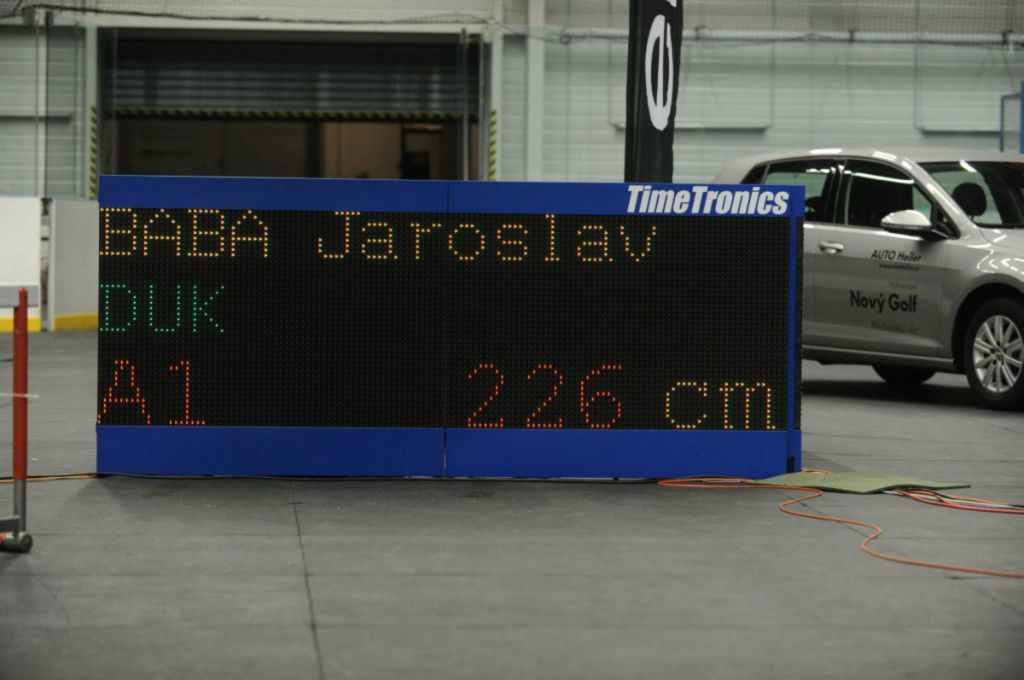 TimeTronics
BABA Jaroslav
DUK
A1 226 cm
AUTO Heller
Nový Golf